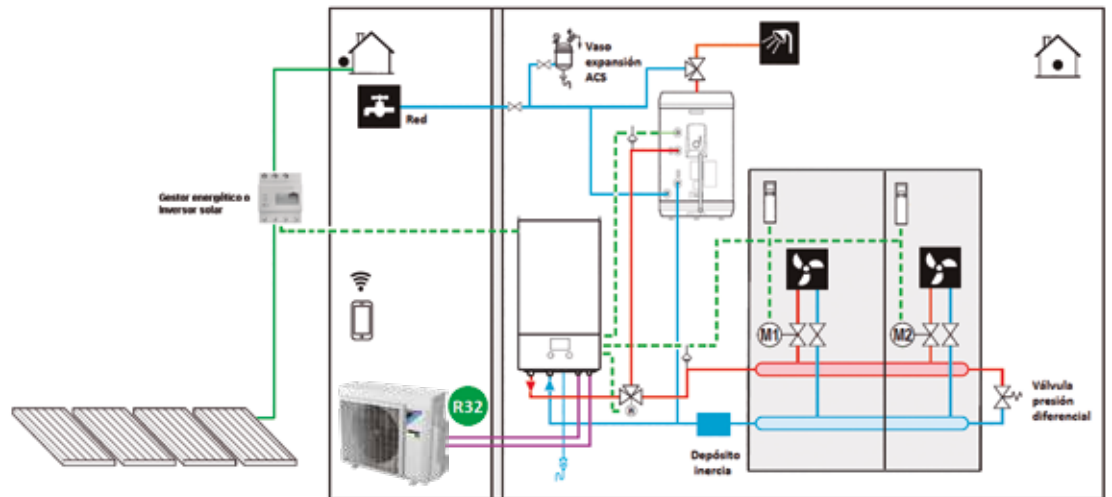 Vaso
expansión
ACS
Red
Gestor energético o
Inversor solar
M1
M2
R32
Válvula
presión
diferencial
Depósito
inercia